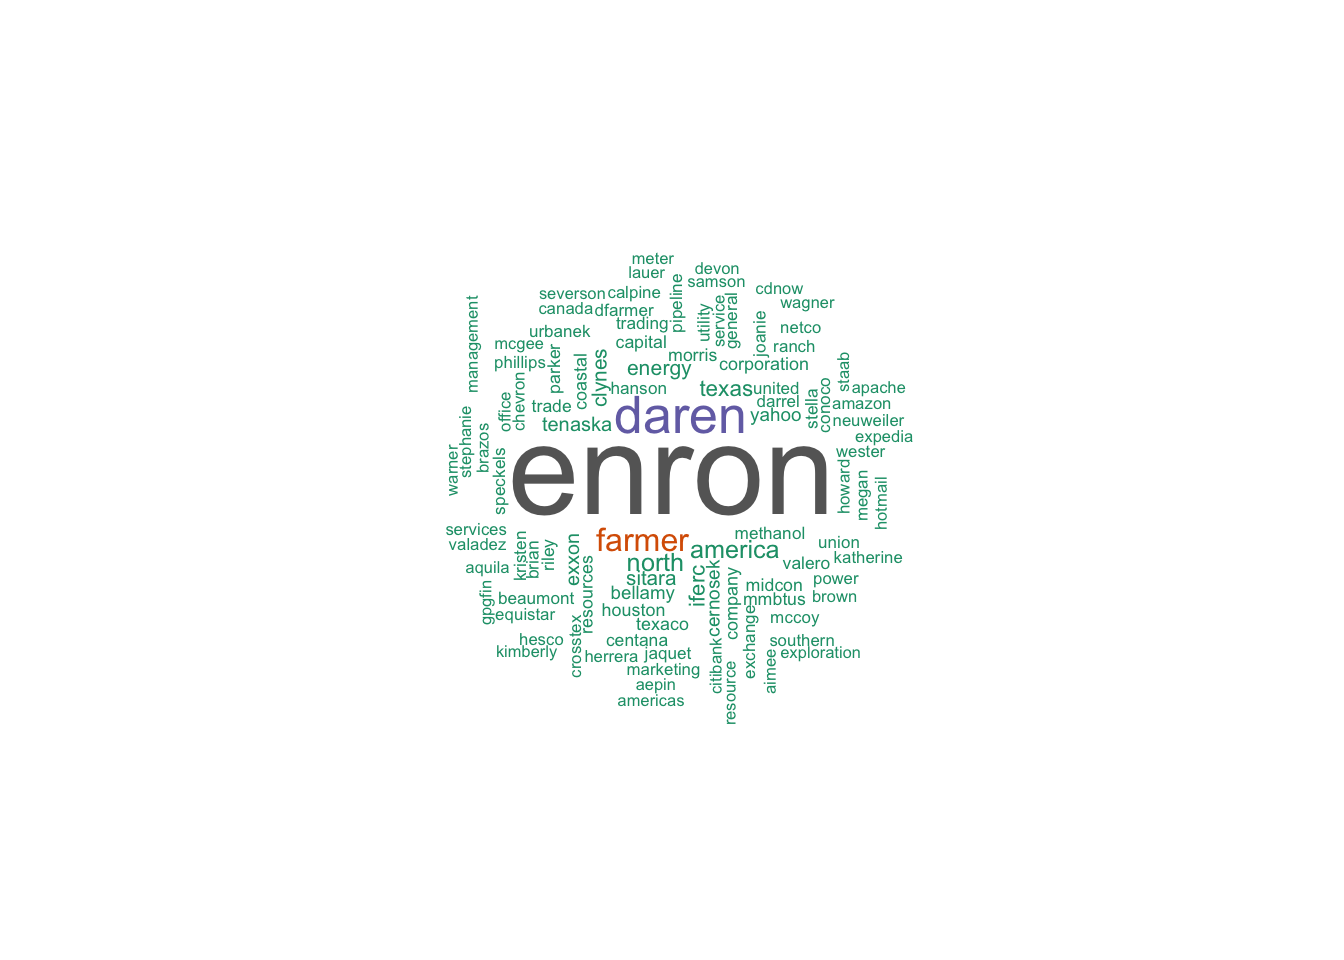 meter
lauer
devon
samson
cdnow
severson
calpine
pipeline
wagner
canada
dfarmer
utility
service
general
management
trading
joanie
netco
urbanek
capital
mcgee
morris
ranch
phillips
parker
coastal
clynes
energy
corporation
staab
chevron
hanson
texas
united
apache
office
trade
daren
darrel
stella
conoco
amazon
yahoo
neuweiler
tenaska
expedia
stephanie
brazos
warner
speckels
enron
wester
howard
megan
hotmail
services
farmer
methanol
valadez
kristen
brian
riley
exxon
north
america
union
katherine
aquila
resources
sitara
iferc
cernosek
company
valero
power
gpgfin
beaumont
bellamy
midcon
equistar
houston
mmbtus
brown
texaco
exchange
mccoy
hesco
crosstex
centana
southern
kimberly
herrera
jaquet
citibank
exploration
marketing
resource
aimee
aepin
americas